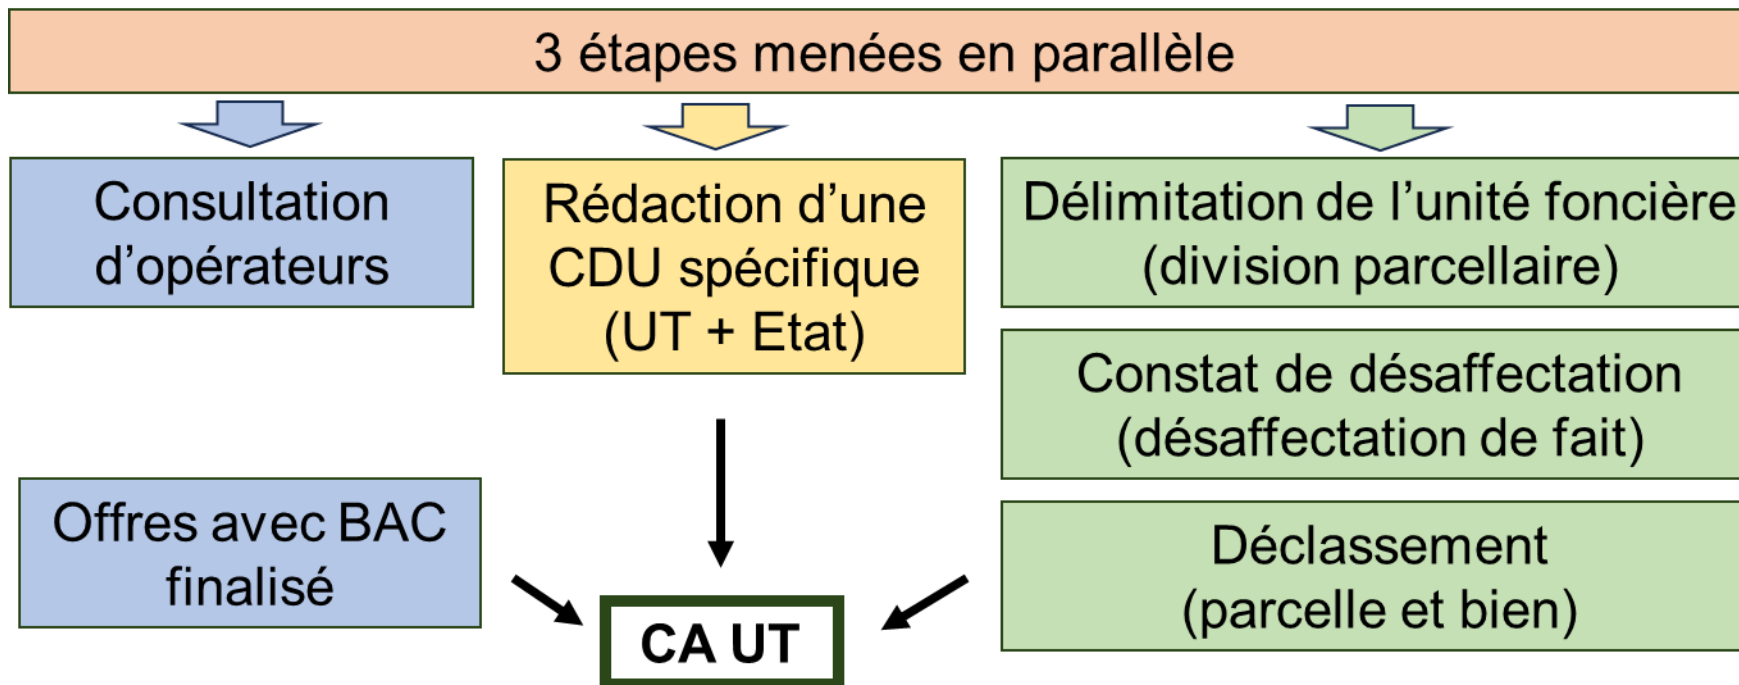 3 étapes menées en parallèle
Consultation
d’opérateurs
Offres avec BAC
finalisé
Rédaction d’une
CDU spécifique
(UT + Etat)
Délimitation de l’unité foncière
(division parcellaire)
Constat de désaffectation
(désaffectation de fait)
Déclassement
(parcelle et bien)
CA UT